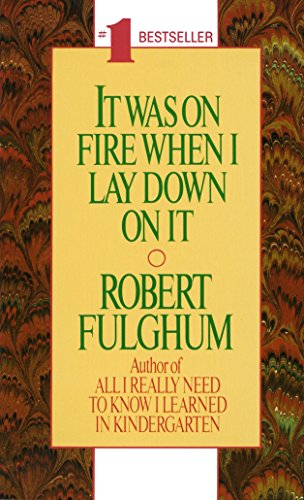 #1 BESTSELLER
IT WAS ON
FIRE WHEN I
LAY DOWN
ON IT
ROBERT
FULGHUM
Author of
ALL I REALLY NEED
TO KNOW I LEARNED
IN KINDERGARTEN